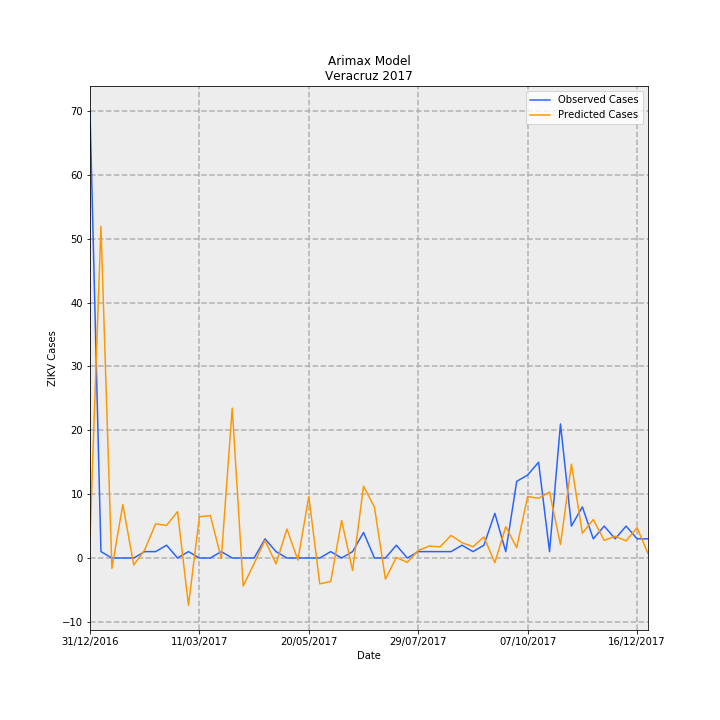 Arimax Model
Veracruz 2017
Observed Cases
Predicted Cases
70
60
50
40
30
20
10
0
−10
ZIKV Cases
31/12/2016 11/03/2017 20/05/2017 29/07/2017 07/10/2017 16/12/2017
Date